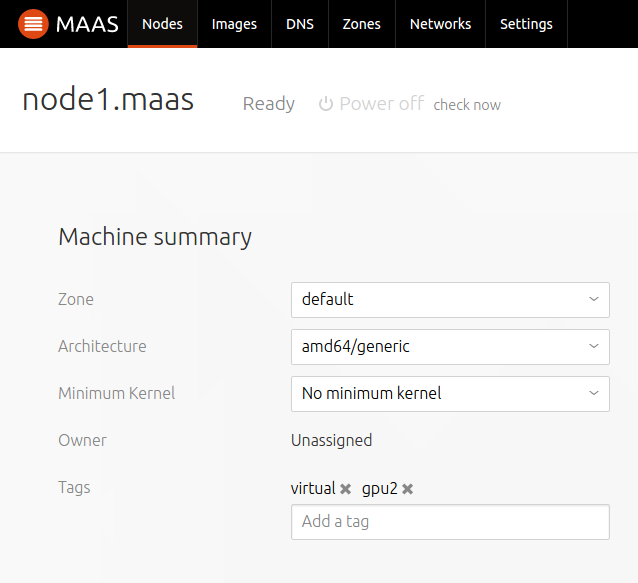 MAAS Nodes Images DNS Zones Networks Settings
node1.maas Ready Power off check now
Machine summary
Zone default
Architecture amd64/generic
Minimum Kernel No minimum kernel
Owner Unassigned
Tags virtual gpu2
Add a tag